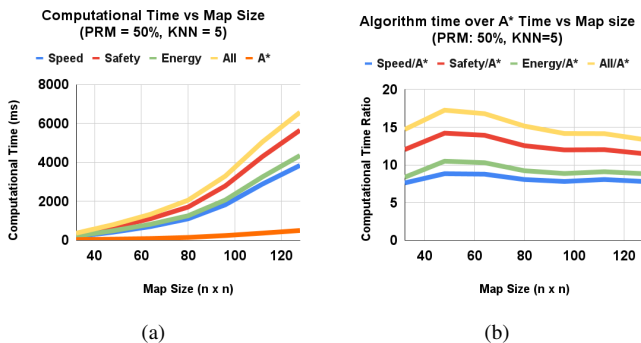 Computational Time vs Map Size
(PRM = 50%, KNN = 5)
Speed Safety Energy All A*
8000
6000
4000
2000
0
40 60 80 100 120
Computational Time (ms)
Map Size (n x n)
(a)
Algorithm time over A* Time vs Map size
(PRM: 50%, KNN=5)
Speed/A* Safety/A* Energy/A* All/A*
20
15
10
5
0
40 60 80 100 120
Computational Time Ratio
Map Size (n x n)
(b)